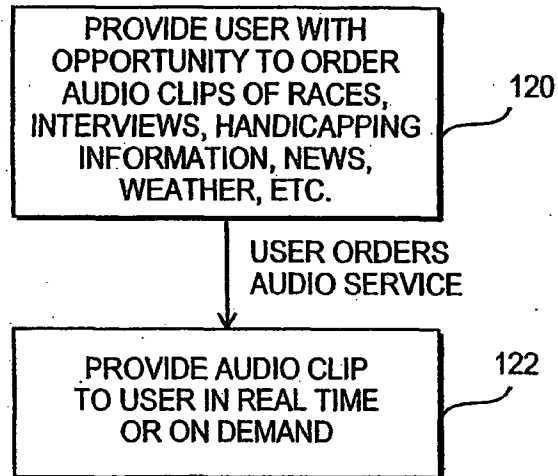 PROVIDE USER WITH
OPPORTUNITY TO ORDER
AUDIO CLIPS OF RACES,
INTERVIEWS, HANDICAPPING
INFORMATION, NEWS,
WEATHER, ETC.
120
USER ORDERS
AUDIO SERVICE
PROVIDE AUDIO CLIP
TO USER IN REAL TIME
OR ON DEMAND
122